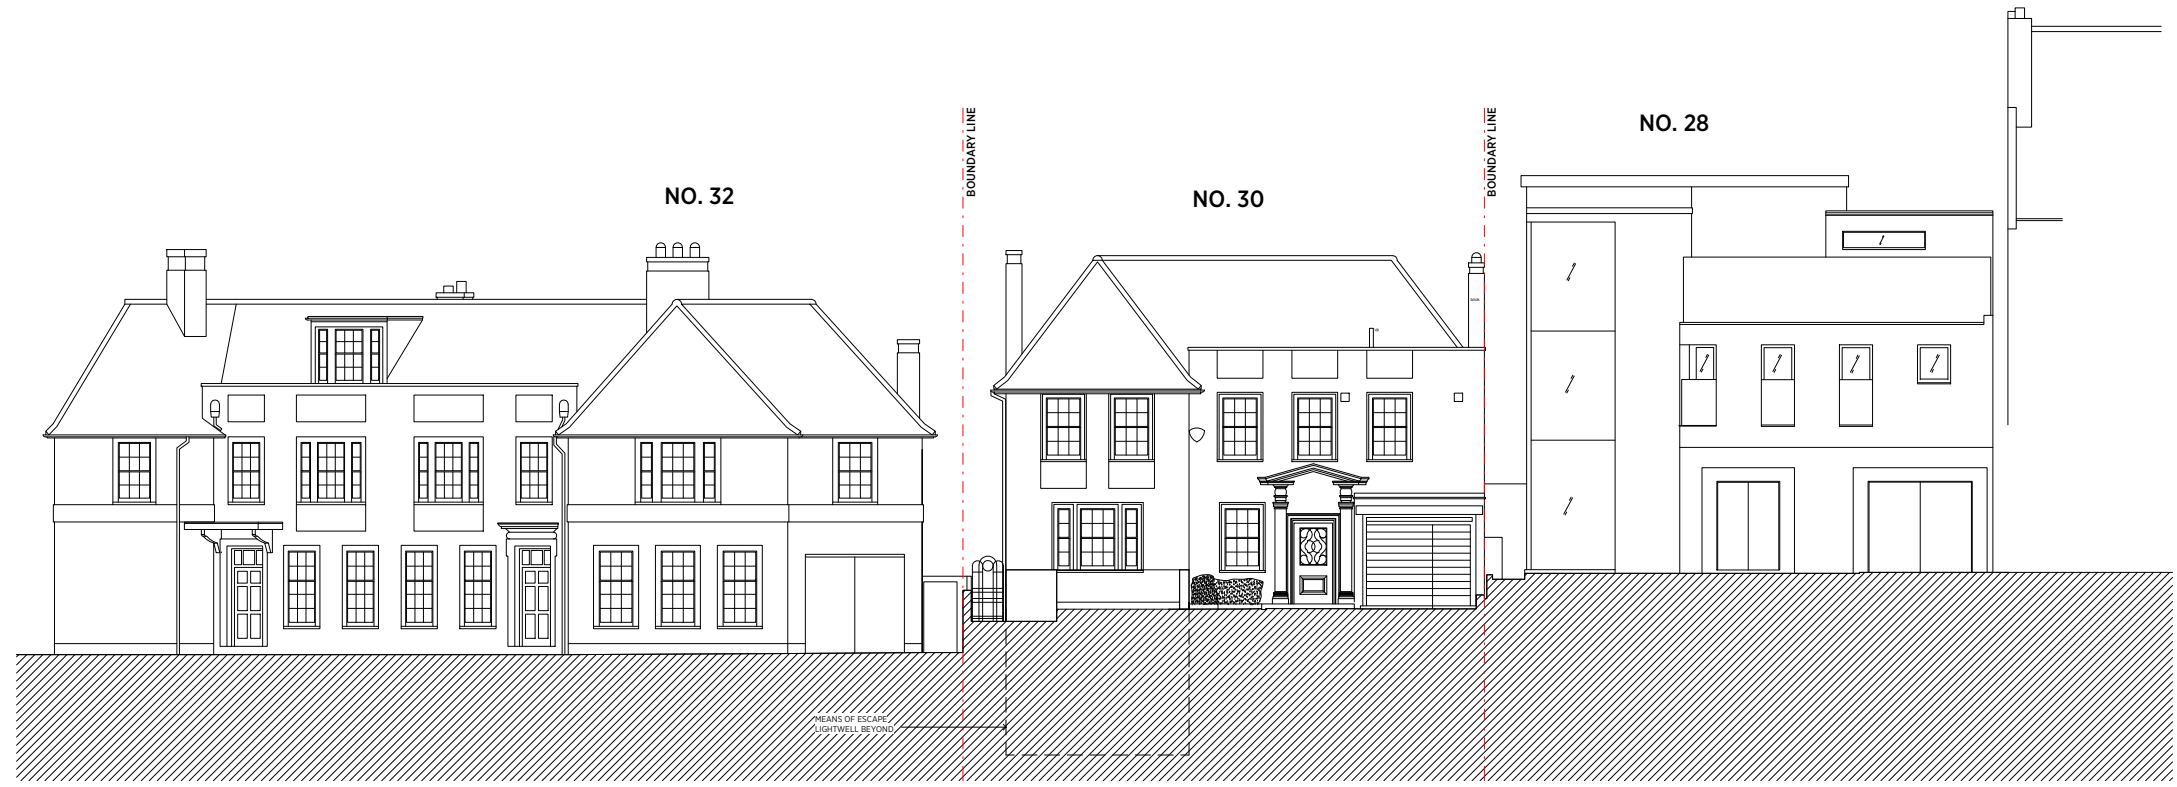 NO. 32
BOUNDARY LINE
NO. 30
BOUNDARY LINE
NO. 28
MEANS OF ESCAPE
LIGHTWELL BEYOND